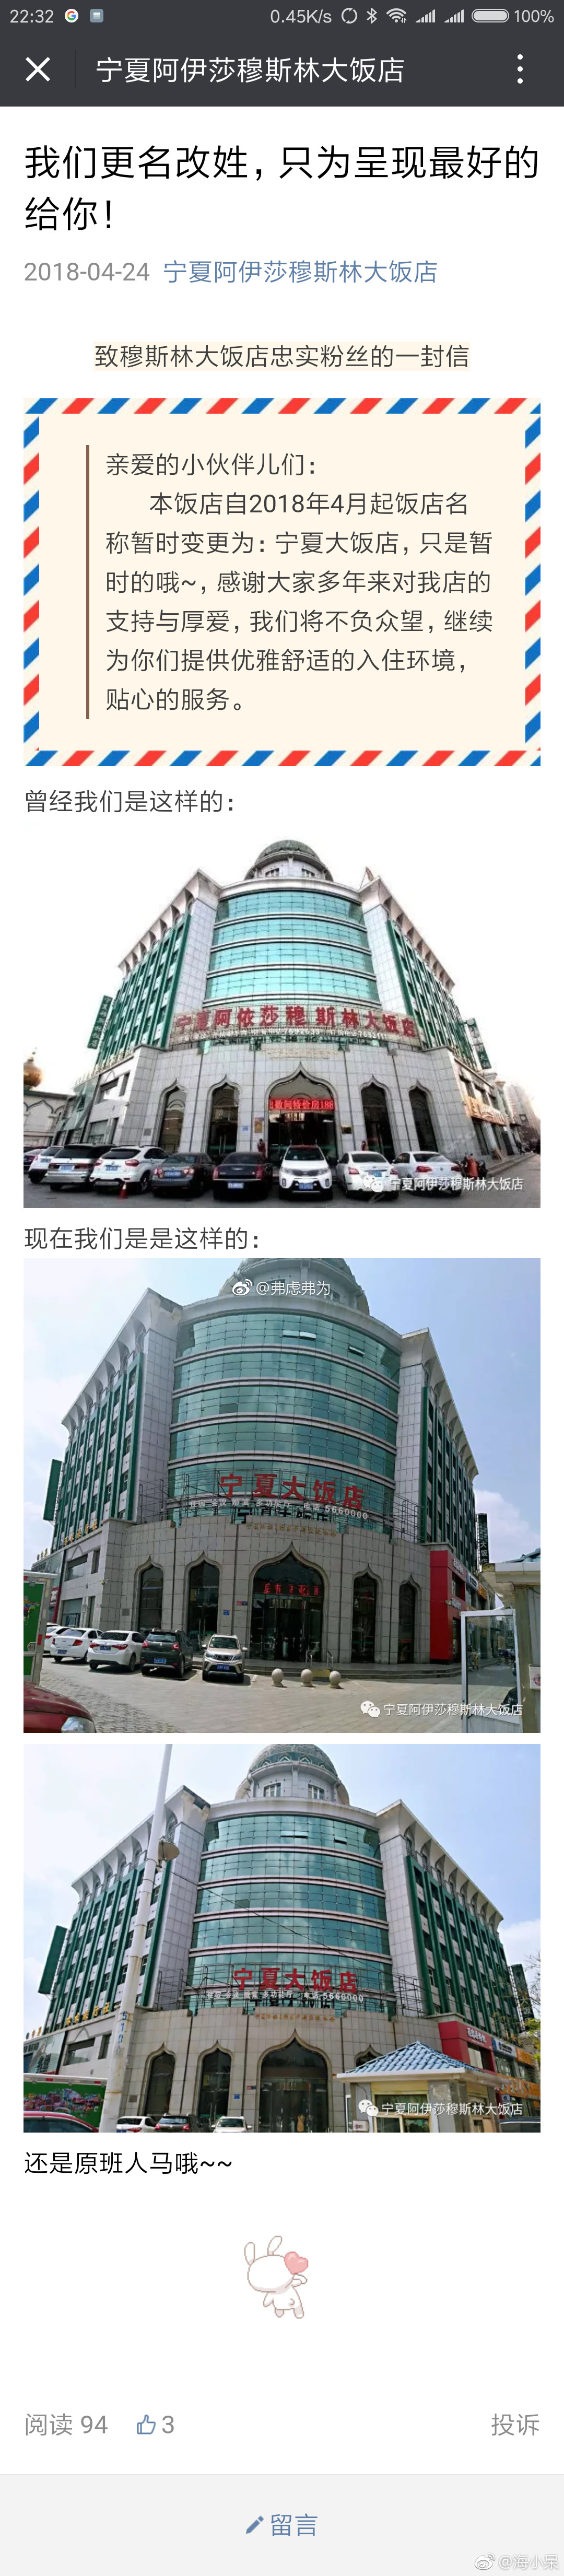 22:32
0.45K/s
100%
宁夏阿伊莎穆斯林大饭店
我们更名改姓，只为呈现最好的
给你！
2018-04-24 宁夏阿伊莎穆斯林大饭店
致穆斯林大饭店忠实粉丝的一封信
亲爱的小伙伴儿们：
本饭店自2018年4月起饭店名
称暂时变更为：宁夏大饭店，只是暂
时的哦~，感谢大家多年来对我店的
支持与厚爱，我们将不负众望，继续
为你们提供优雅舒适的入住环境，
贴心的服务。
曾经我们是这样的：
宁夏阿依莎穆斯林大饭店
宁夏阿伊莎穆斯林大饭店
现在我们是是这样的：
@弗虑弗为
宁夏大饭店
5660000
宁夏阿伊莎穆斯林大饭店
宁夏大饭店
5660000
宁夏阿伊莎穆斯林大饭店
还是原班人马哦~~
阅读 94 3 投诉
留言
@海小呆